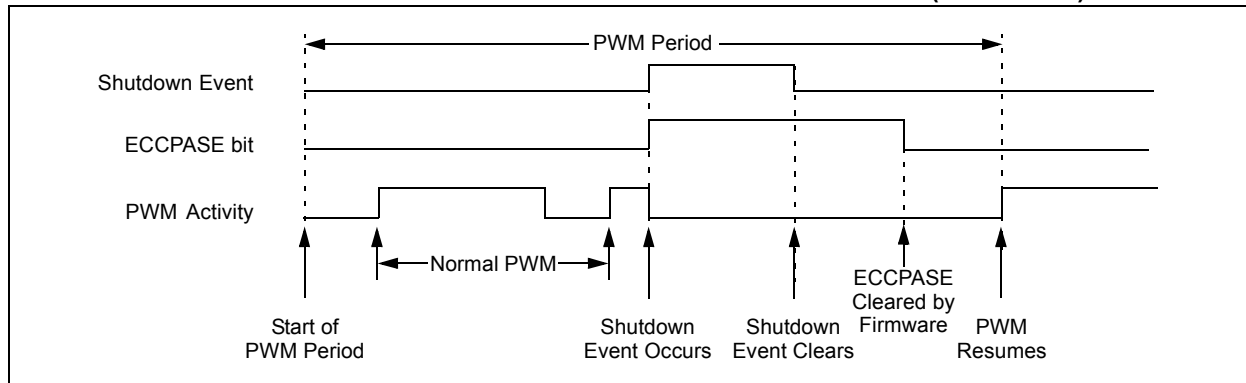 PWM Period
Shutdown Event
ECCPASE bit
PWM Activity
Normal PWM
Start of
PWM Period
Shutdown
Event Occurs
Shutdown
Event Clears
ECCPASE
Cleared by
Firmware
PWM
Resumes